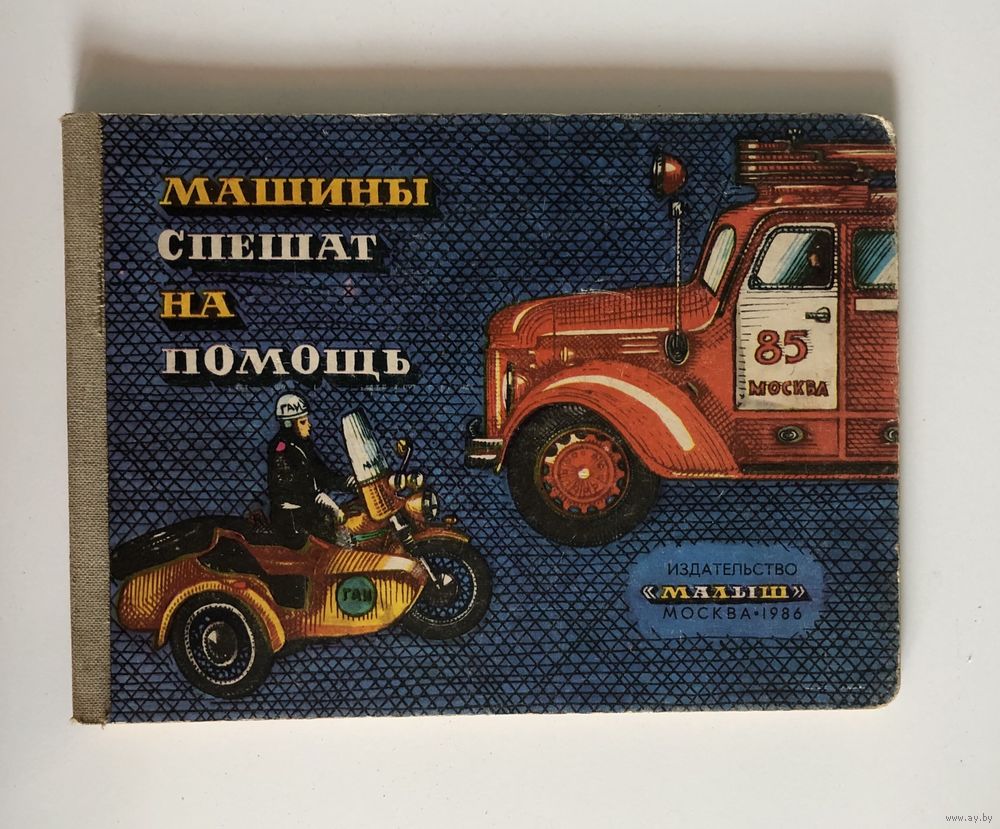 МАШИНЫ
СПЕШАТ
НА
ПОМОЩЬ
85
МОСКВА
ГАИ
ГАИ
ИЗДАТЕЛЬСТВО
«МАЛЫШ»
МОСКВА•1986
www.ay.by